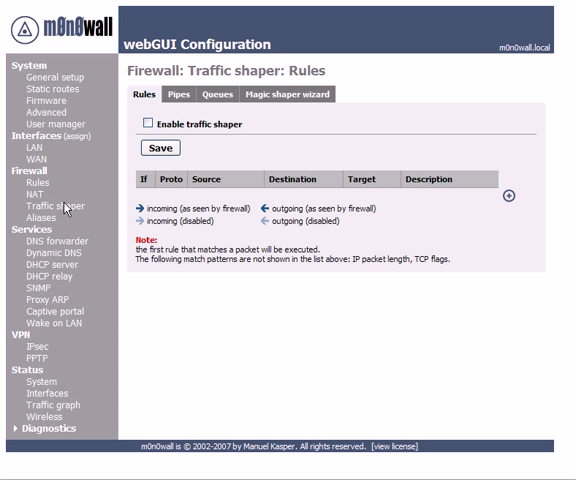 m0n0wall
webGUI Configuration
m0n0wall.local
System
General setup
Static routes
Firmware
Advanced
User manager
Interfaces (assign)
LAN
WAN
Firewall
Rules
NAT
Traffic shaper
Aliases
Services
DNS forwarder
Dynamic DNS
DHCP server
DHCP relay
SNMP
Proxy ARP
Captive portal
Wake on LAN
VPN
IPsec
PPTP
Status
System
Interfaces
Traffic graph
Wireless
Diagnostics
Firewall: Traffic shaper: Rules
Rules Pipes Queues Magic shaper wizard
Enable traffic shaper
Save
If Proto Source Destination Target Description
incoming (as seen by firewall) outgoing (as seen by firewall)
incoming (disabled) outgoing (disabled)
Note:
the first rule that matches a packet will be executed.
The following match patterns are not shown in the list above: IP packet length, TCP flags.
m0n0wall is © 2002-2007 by Manuel Kasper. All rights reserved. [view license]